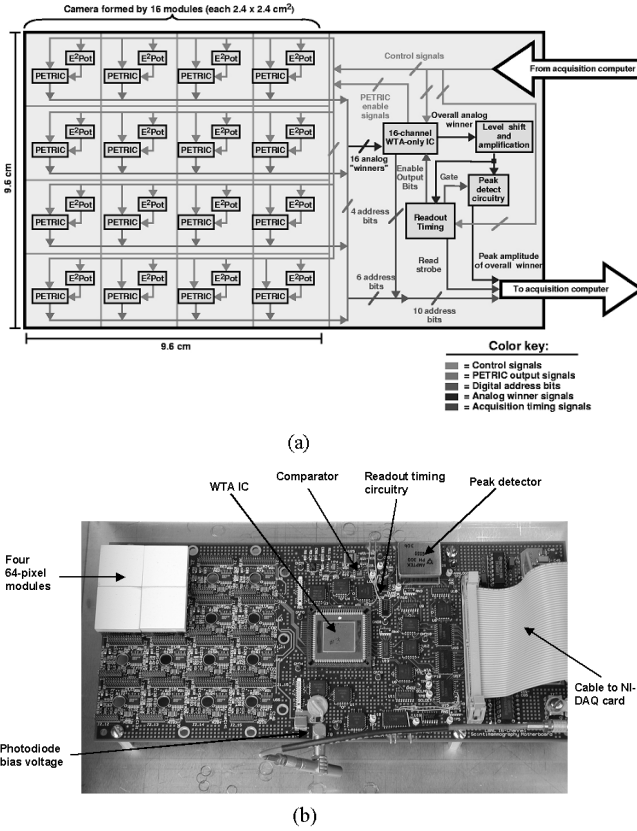 Camera formed by 16 modules (each 2.4 x 2.4 cm²)
9.6 cm
E²Pot E²Pot E²Pot E²Pot
PETRIC PETRIC PETRIC PETRIC
E²Pot E²Pot E²Pot E²Pot
PETRIC PETRIC PETRIC PETRIC
E²Pot E²Pot E²Pot E²Pot
PETRIC PETRIC PETRIC PETRIC
E²Pot E²Pot E²Pot E²Pot
PETRIC PETRIC PETRIC PETRIC
9.6 cm
Control signals
From acquisition computer
PETRIC
enable
signals
Overall analog
winner
16-channel
WTA-only IC
Level shift
and
amplification
16 analog
"winners"
Enable
Output
Bits
Gate
Peak
detect
circuitry
4 address
bits
Readout
Timing
Read
strobe
Peak amplitude
of overall winner
6 address
bits
10 address
bits
To acquisition computer
Color key:
= Control signals
= PETRIC output signals
= Digital address bits
= Analog winner signals
= Acquisition timing signals
(a)
WTA IC
Comparator
Readout timing
circuitry
Peak detector
Four
64-pixel
modules
AMPTEK
Cable to NI-
DAQ card
Photodiode
bias voltage
LBNL 16-Channel
Scintimammography Motherboard
(b)